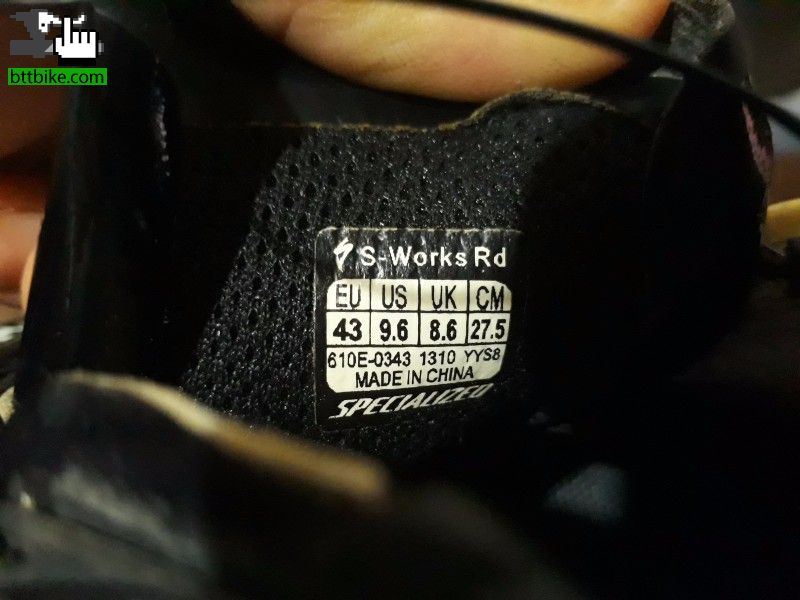 bttbike.com
S-Works Rd
EU US UK CM
43 9.6 8.6 27.5
610E-0343 1310 YYS8
MADE IN CHINA
SPECIALIZED